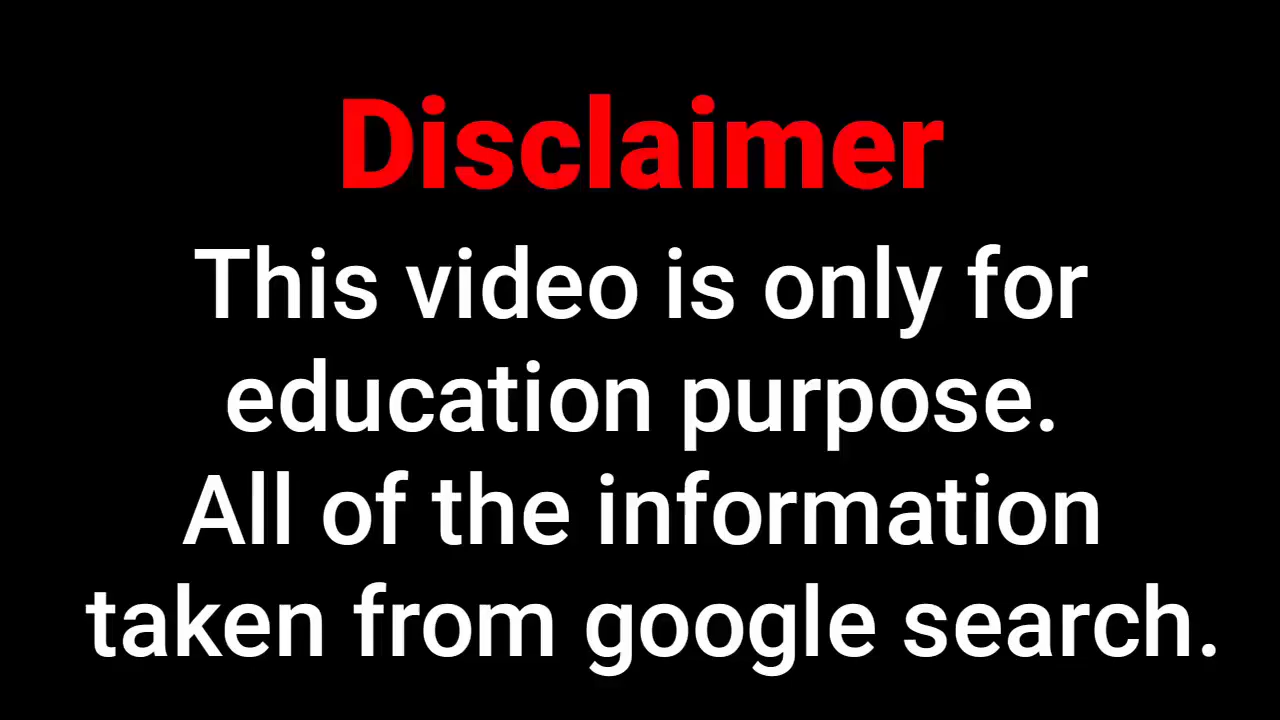 Disclaimer
This video is only for
education purpose.
All of the information
taken from google search.